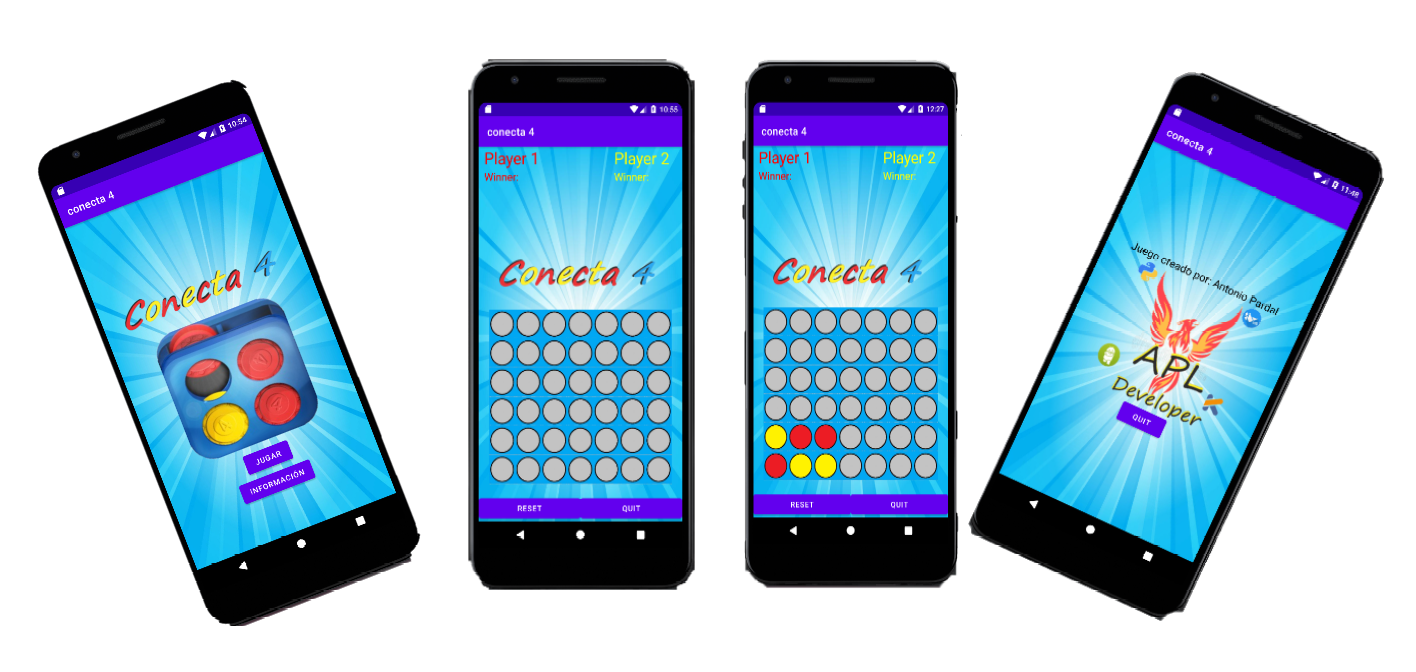 10:54
conecta 4
Conecta 4
JUGAR
INFORMACIÓN
10:55
conecta 4
Player 1 Player 2
Winner: Winner:
Conecta 4
RESET QUIT
12:27
conecta 4
Player 1 Player 2
Winner: Winner:
Conecta 4
RESET QUIT
11:48
conecta 4
Juego creado por: Antonio Pardal
APL
Developer
QUIT